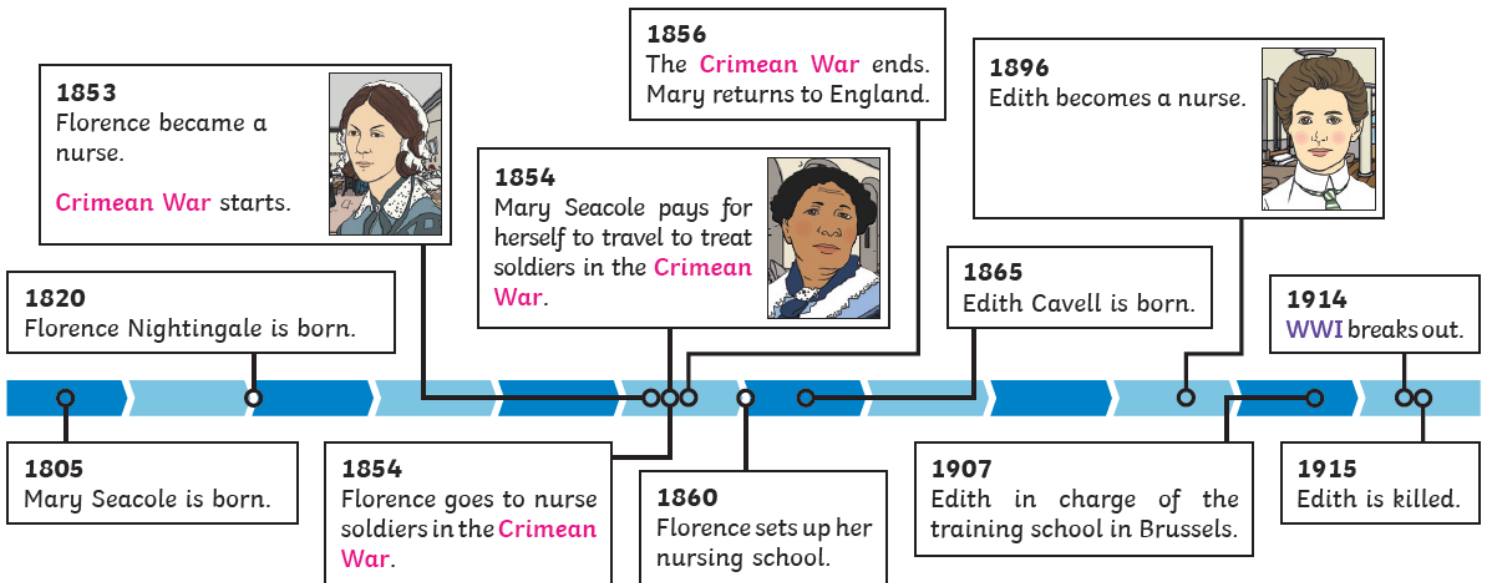 1853
Florence became a
nurse.
Crimean War starts.
1856
The Crimean War ends.
Mary returns to England.
1896
Edith becomes a nurse.
1854
Mary Seacole pays for
herself to travel to treat
soldiers in the Crimean
War.
1820
Florence Nightingale is born.
1865
Edith Cavell is born.
1914
WWI breaks out.
1805
Mary Seacole is born.
1854
Florence goes to nurse
soldiers in the Crimean
War.
1860
Florence sets up her
nursing school.
1907
Edith in charge of the
training school in Brussels.
1915
Edith is killed.